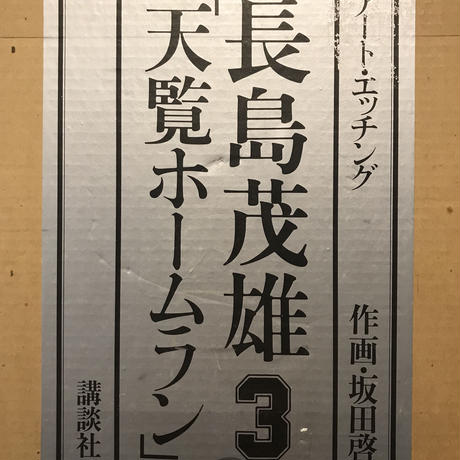 アート・エッチング
作画・坂田啓
長島茂雄3
「天覧ホームラン」
講談社